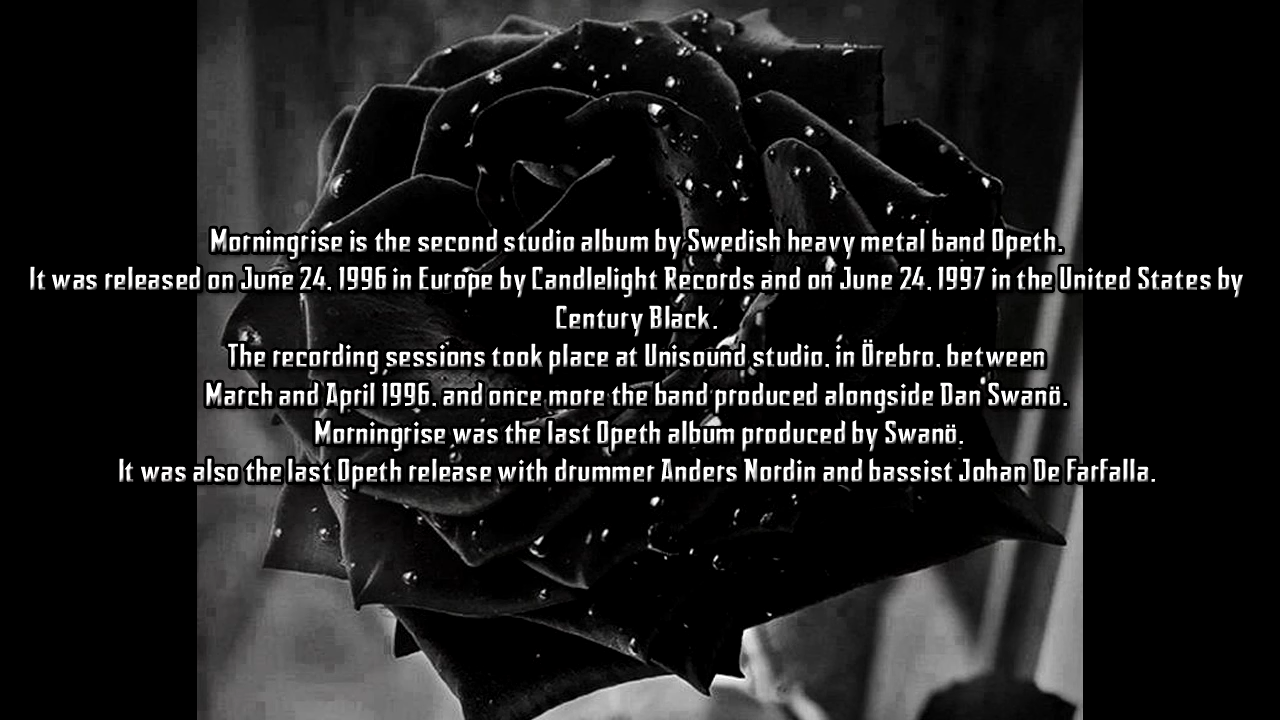 Morningrise is the second studio album by Swedish heavy metal band Opeth.
It was released on June 24, 1996 in Europe by Candlelight Records and on June 24, 1997 in the United States by
Century Black.
The recording sessions took place at Unisound studio, in Örebro, between
March and April 1996, and once more the band produced alongside Dan Swanö.
Morningrise was the last Opeth album produced by Swanö.
It was also the last Opeth release with drummer Anders Nordin and bassist Johan De Farfalla.